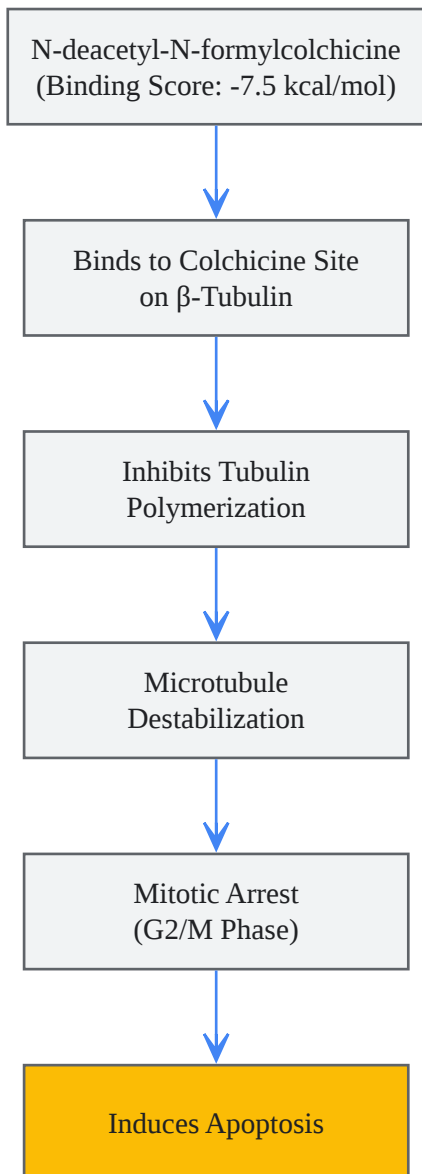 N-deacetyl-N-formylcolchicine
(Binding Score: -7.5 kcal/mol)
Binds to Colchicine Site
on β-Tubulin
Inhibits Tubulin
Polymerization
Microtubule
Destabilization
Mitotic Arrest
(G2/M Phase)
Induces Apoptosis